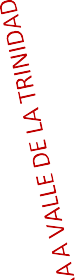 A A VALLE DE LA TRINIDAD